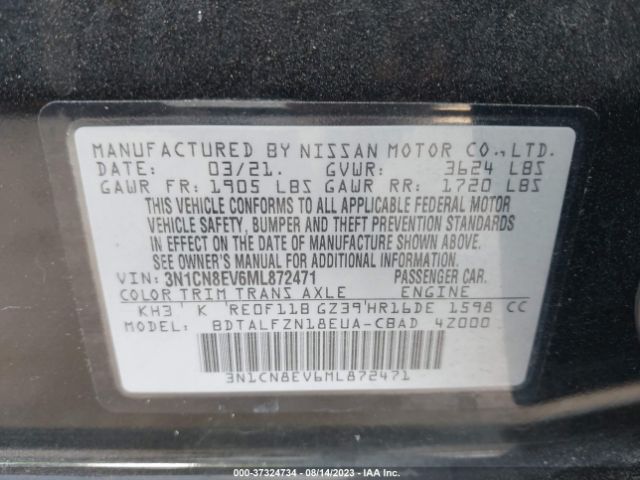 MANUFACTURED BY NISSAN MOTOR CO.,LTD.
DATE: 03/21. GVWR: 3624 LBS
GAWR FR: 1905 LBS GAWR RR: 1720 LBS
THIS VEHICLE CONFORMS TO ALL APPLICABLE FEDERAL MOTOR
VEHICLE SAFETY, BUMPER AND THEFT PREVENTION STANDARDS
IN EFFECT ON THE DATE OF MANUFACTURE SHOWN ABOVE.
SEE OWNER'S MANUAL FOR ADDITIONAL INFORMATION.
VIN: 3N1CN8EV6ML872471 PASSENGER CAR.
COLOR TRIM TRANS AXLE ENGINE
KH3 K RE0F11B GZ39 HR16DE 1598 CC
MODEL: BDTALFZN18EUA-CBAD 4Z000
3N1CN8EV6ML872471
000-37324734 -- 08/14/2023 -- IAA Inc.